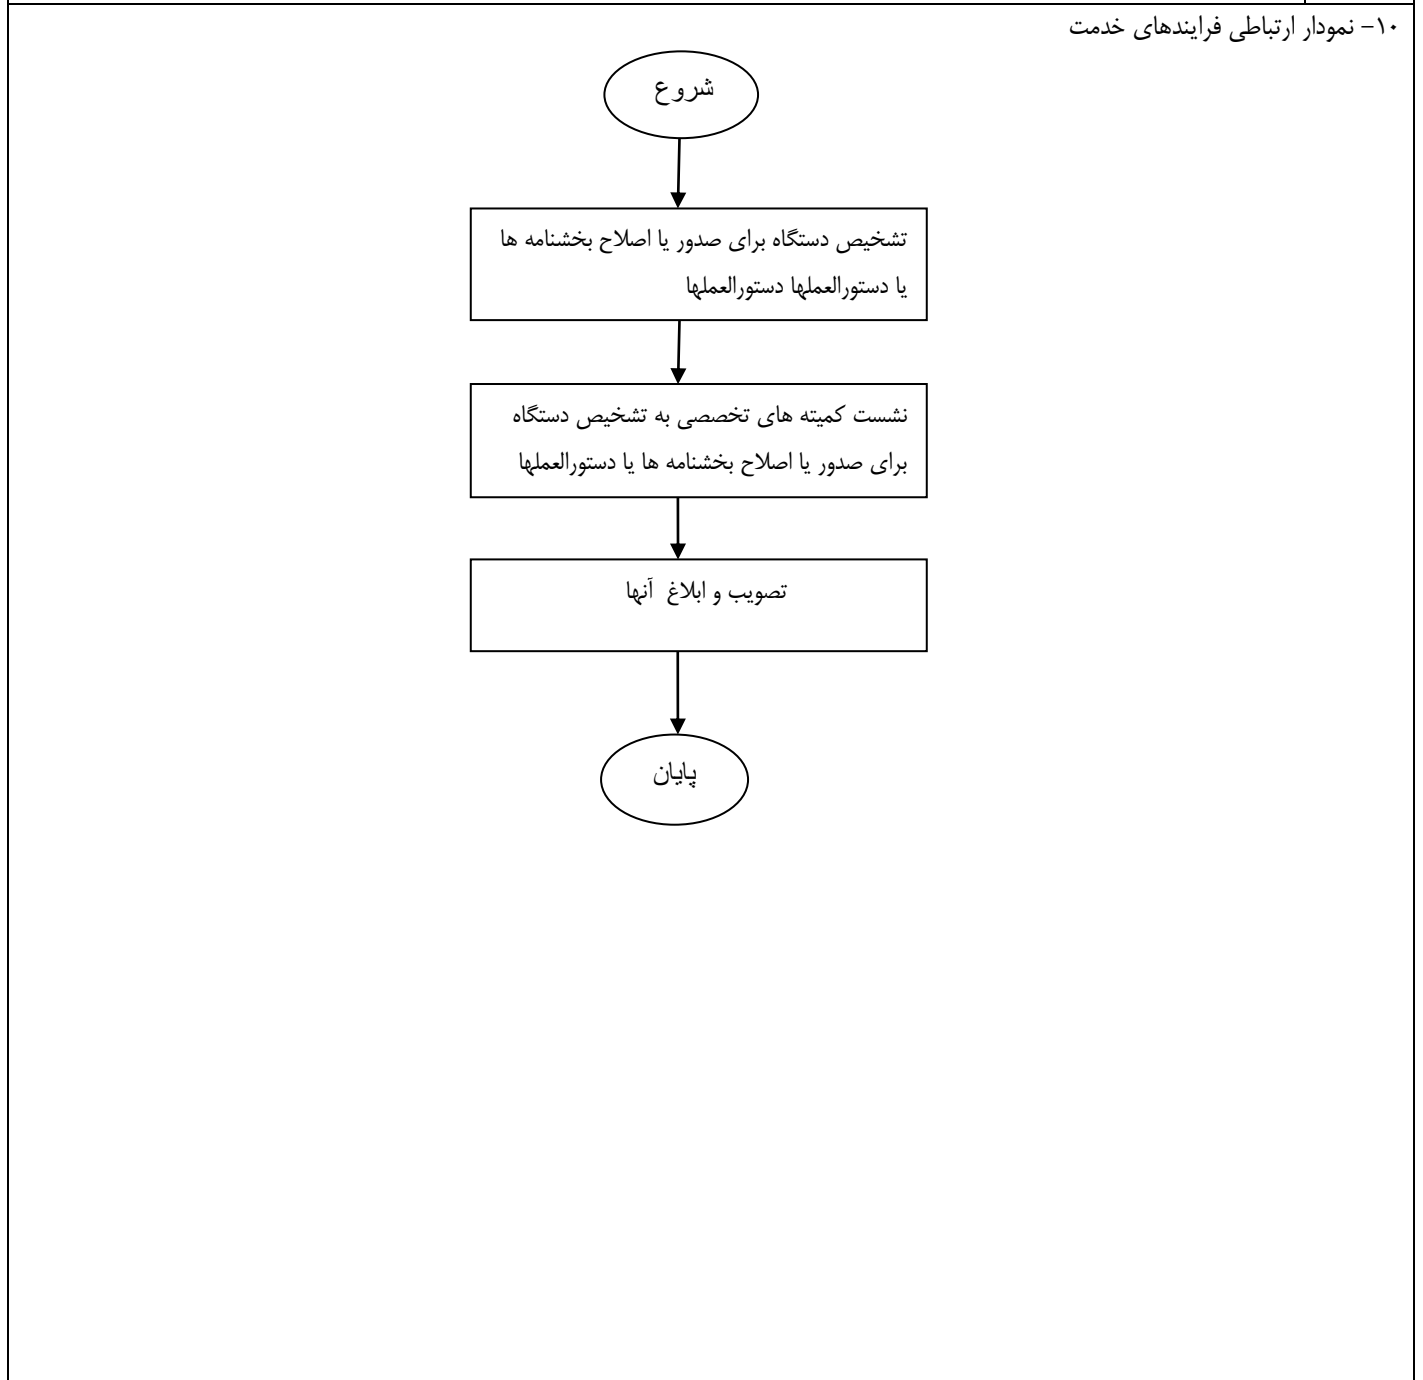 ۱۰- نمودار ارتباطی فرایندهای خدمت
شروع
تشخیص دستگاه برای صدور یا اصلاح بخشنامه ها
یا دستورالعملها دستورالعملها
نشست کمیته های تخصصی به تشخیص دستگاه
برای صدور یا اصلاح بخشنامه ها یا دستورالعملها
تصویب و ابلاغ آنها
پایان